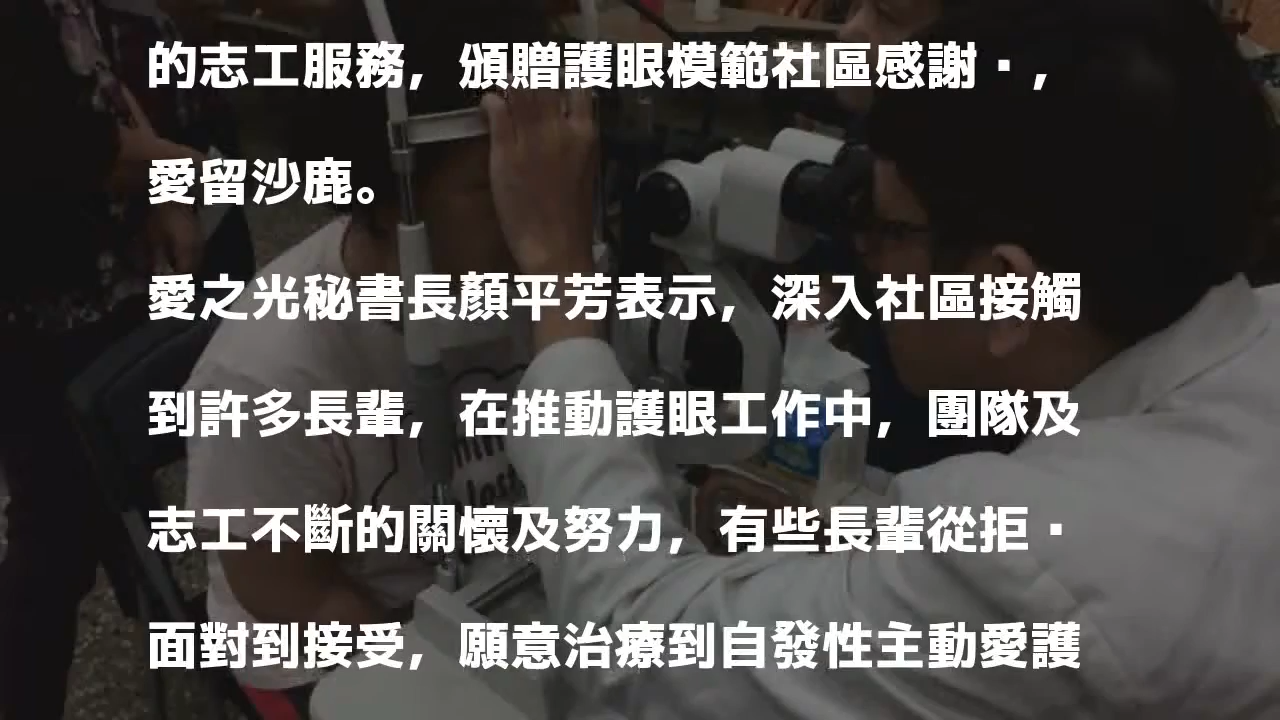 的志工服務，頒贈護眼模範社區感謝▪，
愛留沙鹿。
愛之光秘書長顏平芳表示，深入社區接觸
到許多長輩，在推動護眼工作中，團隊及
志工不斷的關懷及努力，有些長輩從拒▪
面對到接受，願意治療到自發性主動愛護